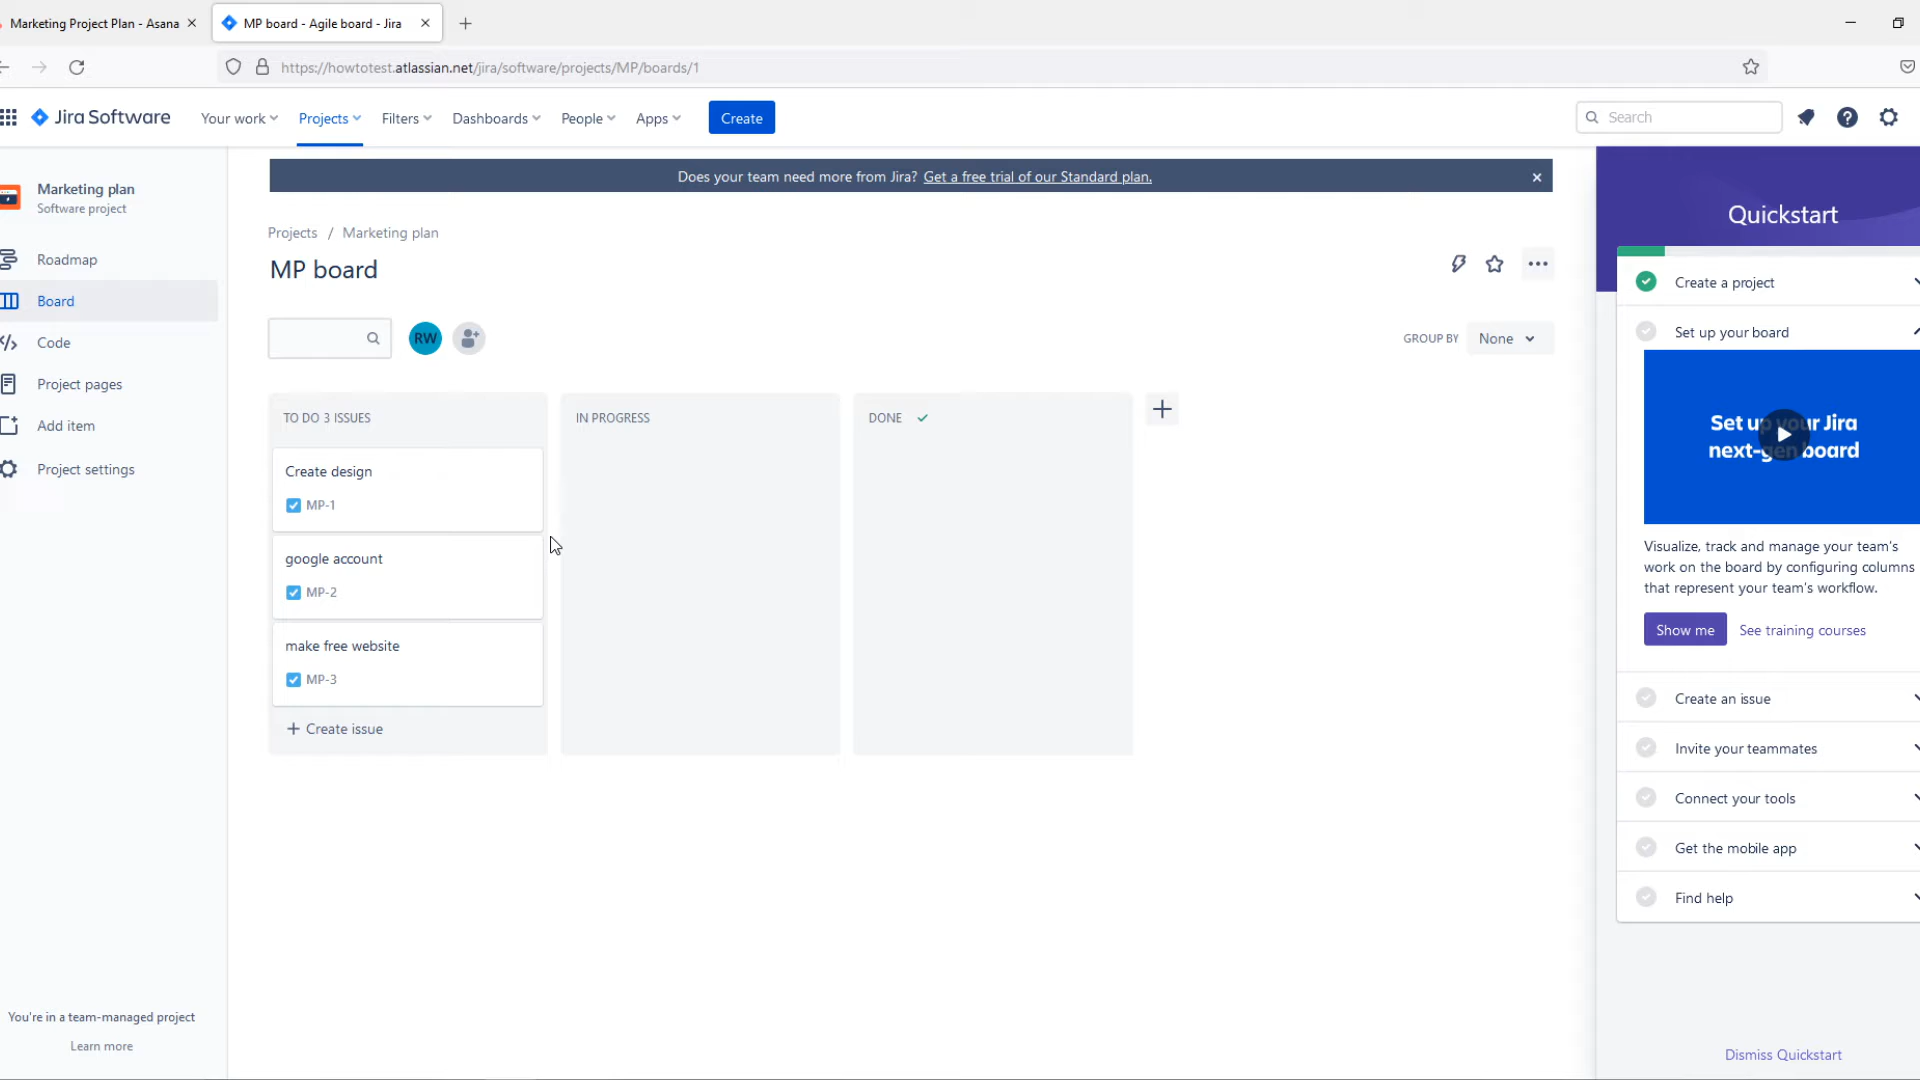 Marketing Project Plan - Asana
MP board - Agile board - Jira
https://howtotest.atlassian.net/jira/software/projects/MP/boards/1
Jira Software
Your work
Projects
Filters
Dashboards
People
Apps
Create
Search
Marketing plan
Software project
Roadmap
Board
Code
Project pages
Add item
Project settings
You're in a team-managed project
Learn more
Does your team need more from Jira? Get a free trial of our Standard plan.
Projects / Marketing plan
MP board
RW
GROUP BY None
TO DO 3 ISSUES
Create design
MP-1
google account
MP-2
make free website
MP-3
+ Create issue
IN PROGRESS
DONE
Quickstart
Create a project
Set up your board
Set up your Jira
next-gen board
Visualize, track and manage your team's
work on the board by configuring columns
that represent your team's workflow.
Show me
See training courses
Create an issue
Invite your teammates
Connect your tools
Get the mobile app
Find help
Dismiss Quickstart